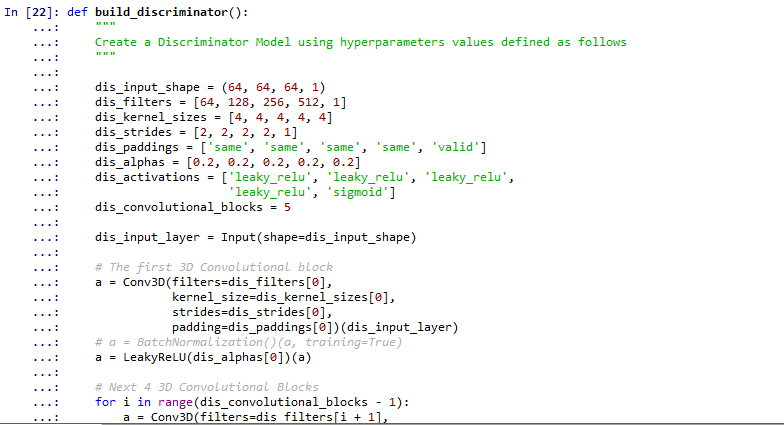 In [22]: def build_discriminator():
    ...:     """
    ...:     Create a Discriminator Model using hyperparameters values defined as follows
    ...:     """
    ...:
    ...:     dis_input_shape = (64, 64, 64, 1)
    ...:     dis_filters = [64, 128, 256, 512, 1]
    ...:     dis_kernel_sizes = [4, 4, 4, 4, 4]
    ...:     dis_strides = [2, 2, 2, 2, 1]
    ...:     dis_paddings = ['same', 'same', 'same', 'same', 'valid']
    ...:     dis_alphas = [0.2, 0.2, 0.2, 0.2, 0.2]
    ...:     dis_activations = ['leaky_relu', 'leaky_relu', 'leaky_relu',
    ...:                        'leaky_relu', 'sigmoid']
    ...:     dis_convolutional_blocks = 5
    ...:
    ...:     dis_input_layer = Input(shape=dis_input_shape)
    ...:
    ...:     # The first 3D Convolutional block
    ...:     a = Conv3D(filters=dis_filters[0],
    ...:                kernel_size=dis_kernel_sizes[0],
    ...:                strides=dis_strides[0],
    ...:                padding=dis_paddings[0])(dis_input_layer)
    ...:     # a = BatchNormalization()(a, training=True)
    ...:     a = LeakyReLU(dis_alphas[0])(a)
    ...:
    ...:     # Next 4 3D Convolutional Blocks
    ...:     for i in range(dis_convolutional_blocks - 1):
    ...:         a = Conv3D(filters=dis_filters[i + 1],